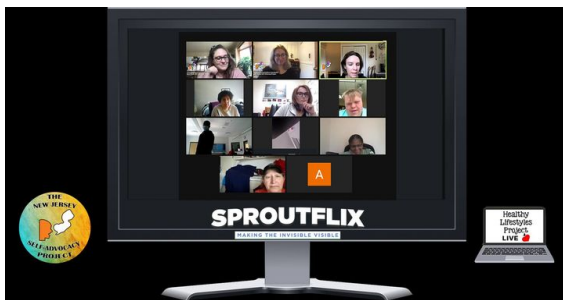 A
SPROUTFLIX
MAKING THE INVISIBLE VISIBLE
THE
NEW JERSEY
SELF-ADVOCACY
PROJECT
Healthy
Lifestyles
Project
LIVE